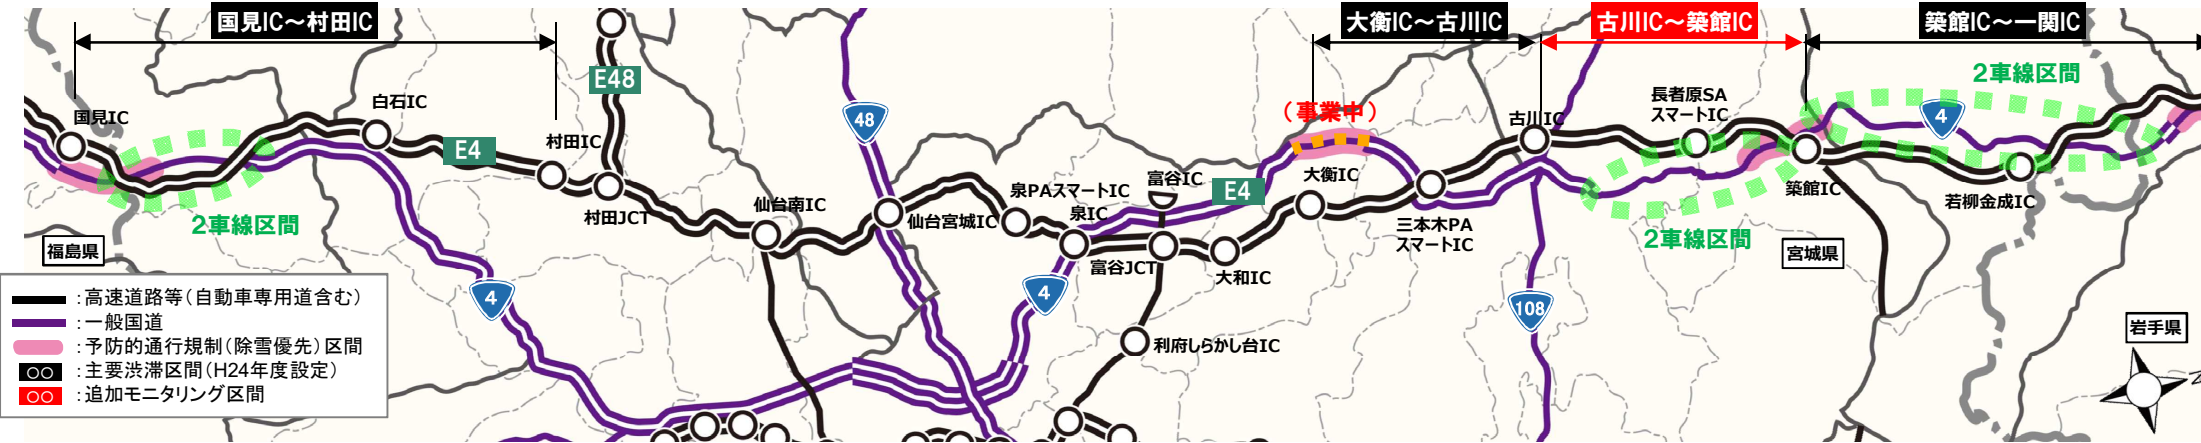 国見IC～村田IC
大衡IC～古川IC
古川IC～築館IC
築館IC～一関IC
E48
2車線区間
白石IC
国見IC
長者原SA
スマートIC
(事業中)
48
4
古川IC
村田IC
E4
泉PAスマートIC
富谷IC
E4
大衡IC
築館IC
若柳金成IC
村田JCT
仙台南IC
仙台宮城IC
泉IC
三本木PA
スマートIC
2車線区間
2車線区間
福島県
富谷JCT
大和IC
宮城県
4
4
108
利府しらかし台IC
岩手県
:高速道路等(自動車専用道含む)
:一般国道
:予防的通行規制(除雪優先)区間
○○ :主要渋滞区間(H24年度設定)
○○ :追加モニタリング区間
N